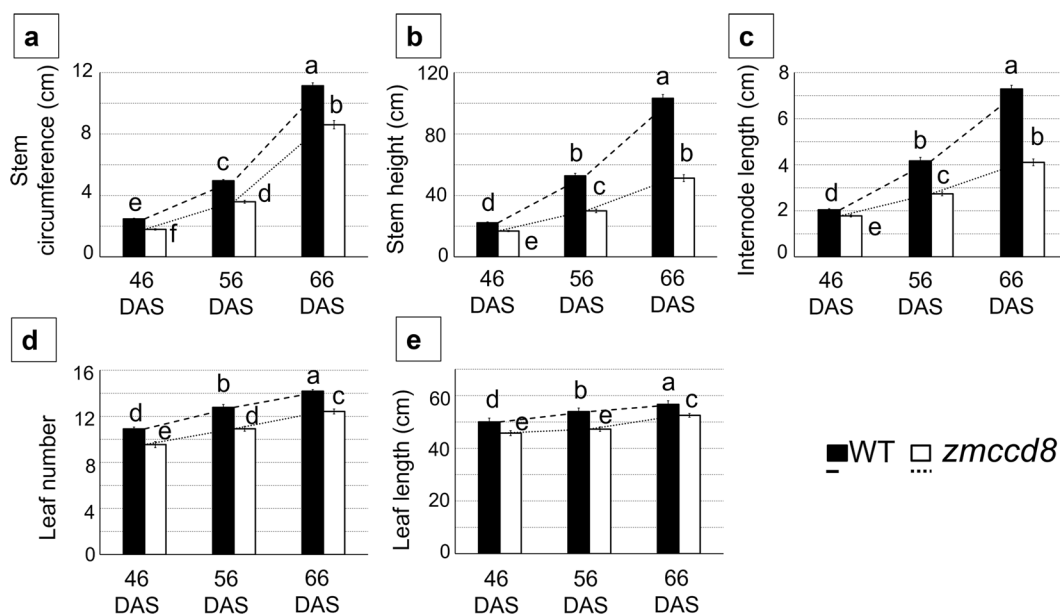 a
Stem
circumference (cm)
12
8
4
0
e
f
c
d
a
b
46
DAS
56
DAS
66
DAS
b
Stem height (cm)
120
80
40
0
d
e
b
c
a
b
46
DAS
56
DAS
66
DAS
c
Internode length (cm)
8
6
4
2
0
d
e
b
c
a
b
46
DAS
56
DAS
66
DAS
d
Leaf number
16
12
8
4
0
d
e
b
d
a
c
46
DAS
56
DAS
66
DAS
e
Leaf length (cm)
60
40
20
0
d
e
b
e
a
c
46
DAS
56
DAS
66
DAS
WT zmccd8